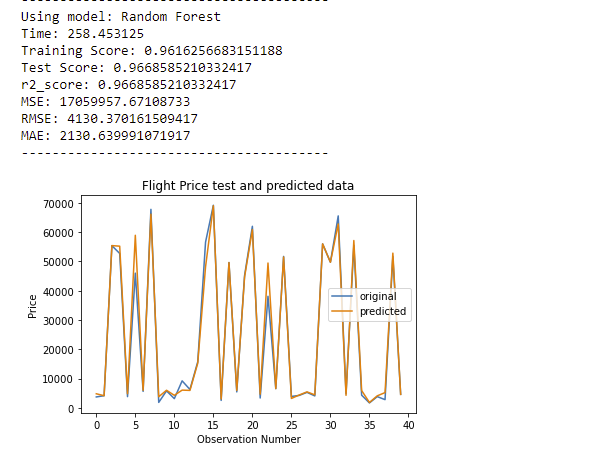 ----------------------------------------
Using model: Random Forest
Time: 258.453125
Training Score: 0.9616256683151188
Test Score: 0.9668585210332417
r2_score: 0.9668585210332417
MSE: 17059957.67108733
RMSE: 4130.370161509417
MAE: 2130.639991071917
----------------------------------------
Flight Price test and predicted data
70000
60000
50000
40000
30000
20000
10000
0
Price
original
predicted
0 5 10 15 20 25 30 35 40
Observation Number